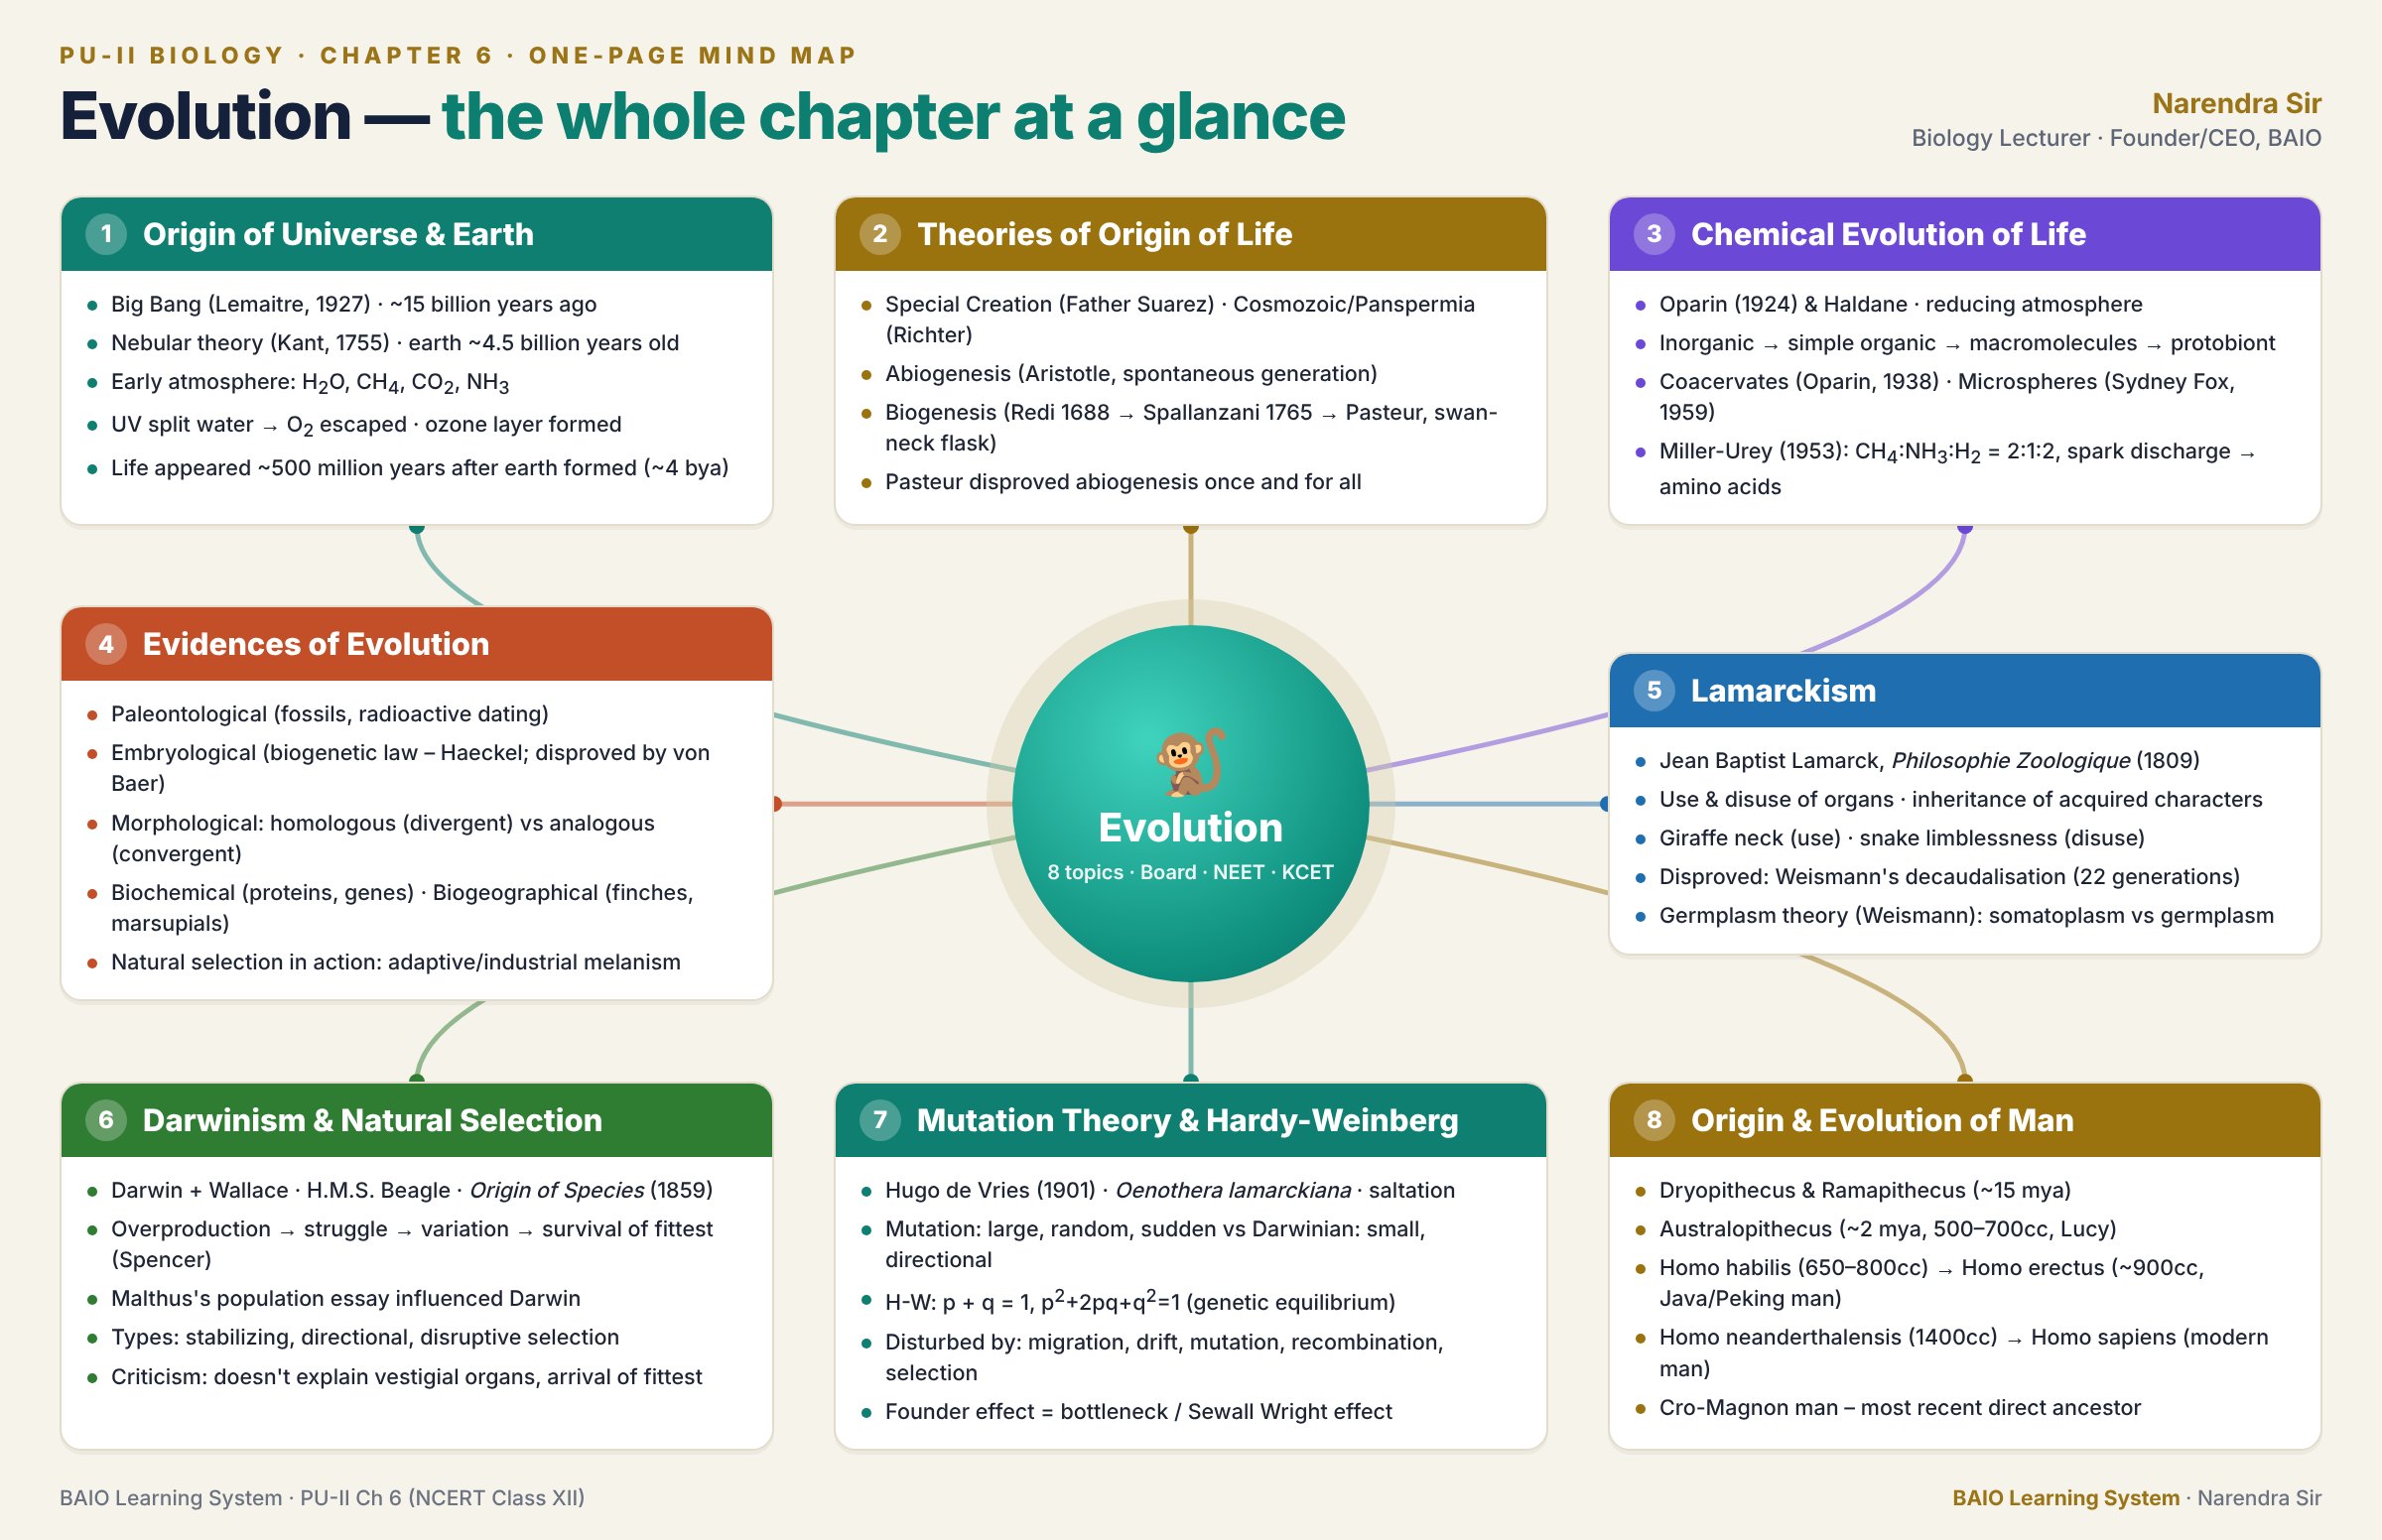 PU-II BIOLOGY · CHAPTER 6 · ONE-PAGE MIND MAP
Evolution — the whole chapter at a glance
Narendra Sir
Biology Lecturer · Founder/CEO, BAIO
1 Origin of Universe & Earth
• Big Bang (Lemaitre, 1927) · ~15 billion years ago
• Nebular theory (Kant, 1755) · earth ~4.5 billion years old
• Early atmosphere: H₂O, CH₄, CO₂, NH₃
• UV split water → O₂ escaped · ozone layer formed
• Life appeared ~500 million years after earth formed (~4 bya)
2 Theories of Origin of Life
• Special Creation (Father Suarez) · Cosmozoic/Panspermia
(Richter)
• Abiogenesis (Aristotle, spontaneous generation)
• Biogenesis (Redi 1688 → Spallanzani 1765 → Pasteur, swan-
neck flask)
• Pasteur disproved abiogenesis once and for all
3 Chemical Evolution of Life
• Oparin (1924) & Haldane · reducing atmosphere
• Inorganic → simple organic → macromolecules → protobiont
• Coacervates (Oparin, 1938) · Microspheres (Sydney Fox,
1959)
• Miller-Urey (1953): CH₄:NH₃:H₂ = 2:1:2, spark discharge →
amino acids
4 Evidences of Evolution
• Paleontological (fossils, radioactive dating)
• Embryological (biogenetic law – Haeckel; disproved by von
Baer)
• Morphological: homologous (divergent) vs analogous
(convergent)
• Biochemical (proteins, genes) · Biogeographical (finches,
marsupials)
• Natural selection in action: adaptive/industrial melanism
Evolution
8 topics · Board · NEET · KCET
5 Lamarckism
• Jean Baptist Lamarck, Philosophie Zoologique (1809)
• Use & disuse of organs · inheritance of acquired characters
• Giraffe neck (use) · snake limblessness (disuse)
• Disproved: Weismann's decaudalisation (22 generations)
• Germplasm theory (Weismann): somatoplasm vs germplasm
6 Darwinism & Natural Selection
• Darwin + Wallace · H.M.S. Beagle · Origin of Species (1859)
• Overproduction → struggle → variation → survival of fittest
(Spencer)
• Malthus's population essay influenced Darwin
• Types: stabilizing, directional, disruptive selection
• Criticism: doesn't explain vestigial organs, arrival of fittest
7 Mutation Theory & Hardy-Weinberg
• Hugo de Vries (1901) · Oenothera lamarckiana · saltation
• Mutation: large, random, sudden vs Darwinian: small,
directional
• H-W: p + q = 1, p²+2pq+q²=1 (genetic equilibrium)
• Disturbed by: migration, drift, mutation, recombination,
selection
• Founder effect = bottleneck / Sewall Wright effect
8 Origin & Evolution of Man
• Dryopithecus & Ramapithecus (~15 mya)
• Australopithecus (~2 mya, 500–700cc, Lucy)
• Homo habilis (650–800cc) → Homo erectus (~900cc,
Java/Peking man)
• Homo neanderthalensis (1400cc) → Homo sapiens (modern
man)
• Cro-Magnon man – most recent direct ancestor
BAIO Learning System · PU-II Ch 6 (NCERT Class XII)
BAIO Learning System · Narendra Sir